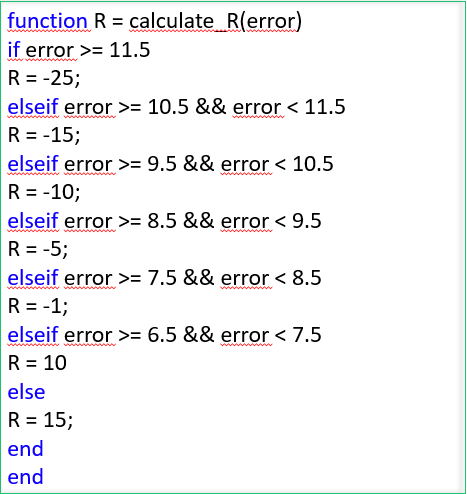 function R = calculate_R(error)
if error >= 11.5
R = -25;
elseif error >= 10.5 && error < 11.5
R = -15;
elseif error >= 9.5 && error < 10.5
R = -10;
elseif error >= 8.5 && error < 9.5
R = -5;
elseif error >= 7.5 && error < 8.5
R = -1;
elseif error >= 6.5 && error < 7.5
R = 10
else
R = 15;
end
end